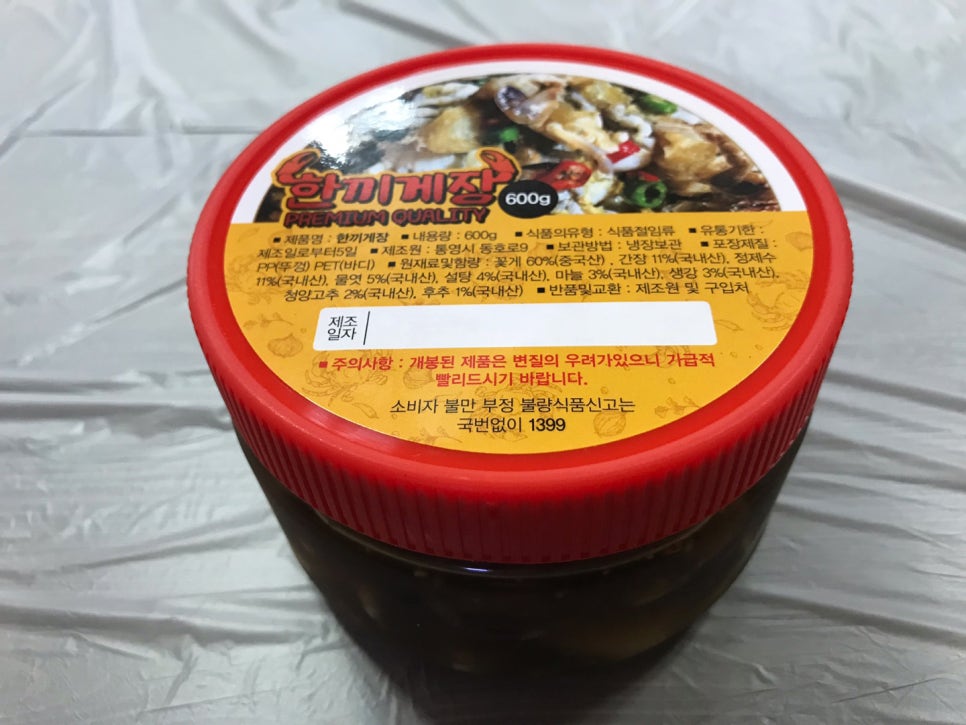 한끼게장
PREMIUM QUALITY
600g
■ 제품명 : 한끼게장 ■ 내용량 : 600g ■ 식품의유형 : 식품절임류 ■ 유통기한 :
제조일로부터5일 ■ 제조원 : 통영시 동호로9 ■ 보관방법 : 냉장보관 ■ 포장재질 :
PP(뚜껑) PET(바디) ■ 원재료및함량 : 꽃게 60%(중국산) , 간장 11%(국내산), 정제수
11%(국내산), 물엿 5%(국내산), 설탕 4%(국내산), 마늘 3%(국내산), 생강 3%(국내산),
청양고추 2%(국내산), 후추 1%(국내산) ■ 반품및교환 : 제조원 및 구입처
제조
일자
■ 주의사항 : 개봉된 제품은 변질의 우려가있으니 가급적
빨리드시기 바랍니다.
소비자 불만 부정 불량식품신고는
국번없이 1399